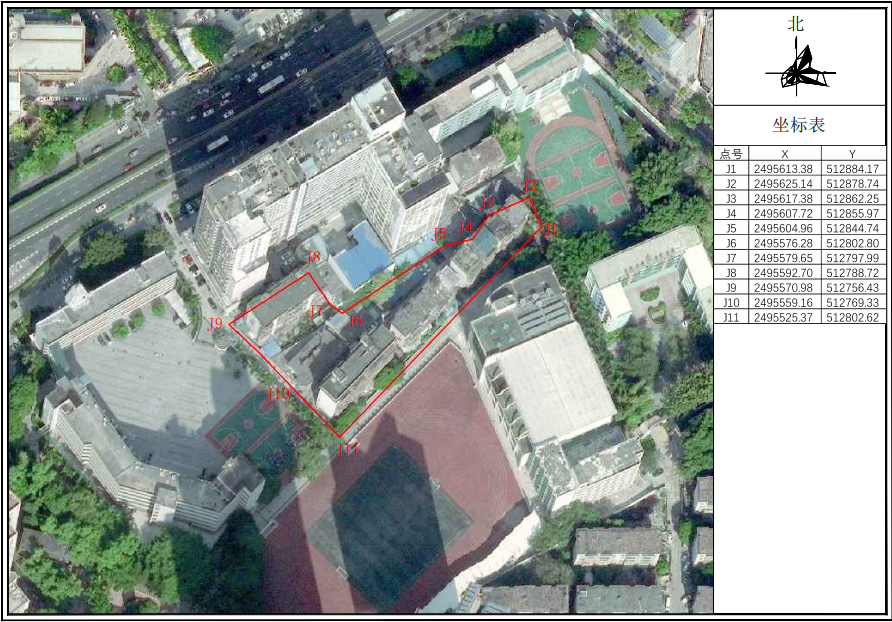 北
坐标表
点号 X Y
J1 2495613.38 512884.17
J2 2495625.14 512878.74
J3 2495617.38 512862.25
J4 2495607.72 512855.97
J5 2495604.96 512844.74
J6 2495576.28 512802.80
J7 2495579.65 512797.99
J8 2495592.70 512788.72
J9 2495570.98 512756.43
J10 2495559.16 512769.33
J11 2495525.37 512802.62
J2
J3
J1
J4
J5
J8
J7
J6
J9
J10
J11